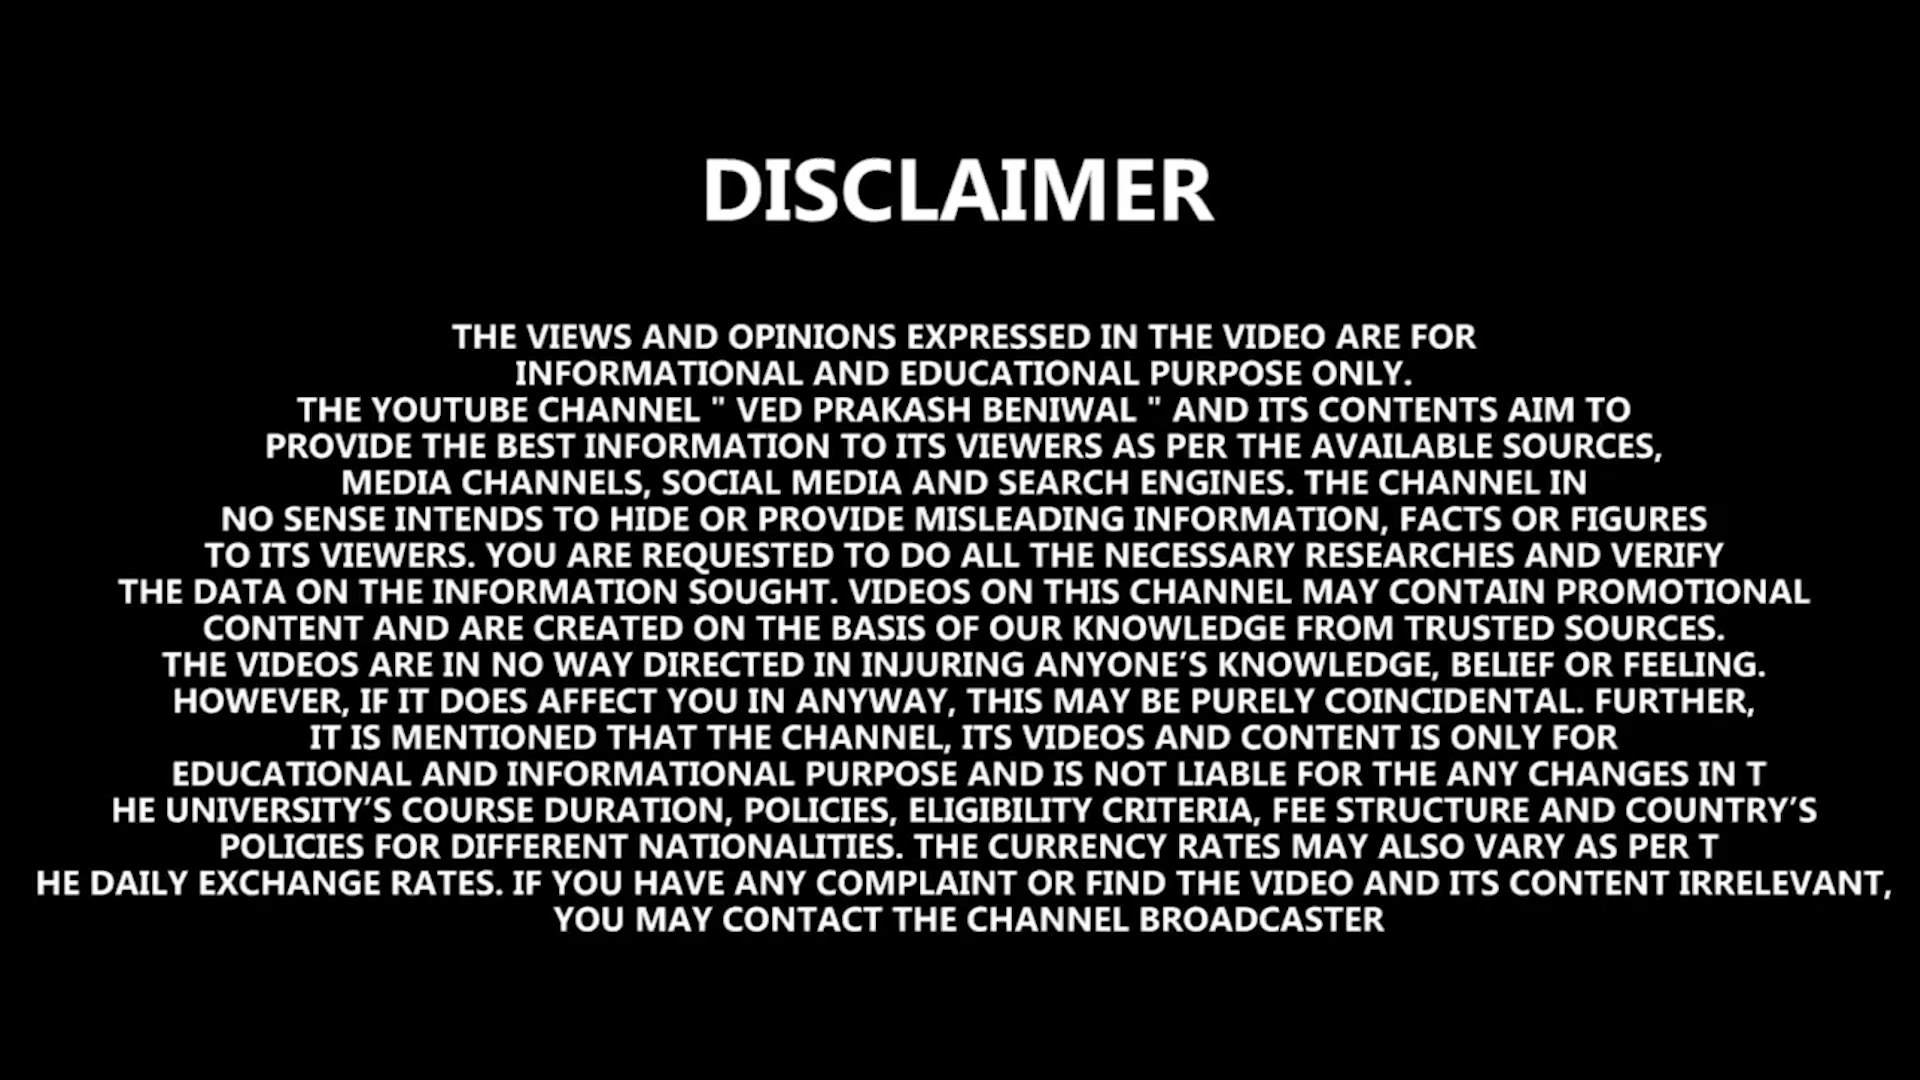 DISCLAIMER
THE VIEWS AND OPINIONS EXPRESSED IN THE VIDEO ARE FOR
INFORMATIONAL AND EDUCATIONAL PURPOSE ONLY.
THE YOUTUBE CHANNEL " VED PRAKASH BENIWAL " AND ITS CONTENTS AIM TO
PROVIDE THE BEST INFORMATION TO ITS VIEWERS AS PER THE AVAILABLE SOURCES,
MEDIA CHANNELS, SOCIAL MEDIA AND SEARCH ENGINES. THE CHANNEL IN
NO SENSE INTENDS TO HIDE OR PROVIDE MISLEADING INFORMATION, FACTS OR FIGURES
TO ITS VIEWERS. YOU ARE REQUESTED TO DO ALL THE NECESSARY RESEARCHES AND VERIFY
THE DATA ON THE INFORMATION SOUGHT. VIDEOS ON THIS CHANNEL MAY CONTAIN PROMOTIONAL
CONTENT AND ARE CREATED ON THE BASIS OF OUR KNOWLEDGE FROM TRUSTED SOURCES.
THE VIDEOS ARE IN NO WAY DIRECTED IN INJURING ANYONE’S KNOWLEDGE, BELIEF OR FEELING.
HOWEVER, IF IT DOES AFFECT YOU IN ANYWAY, THIS MAY BE PURELY COINCIDENTAL. FURTHER,
IT IS MENTIONED THAT THE CHANNEL, ITS VIDEOS AND CONTENT IS ONLY FOR
EDUCATIONAL AND INFORMATIONAL PURPOSE AND IS NOT LIABLE FOR THE ANY CHANGES IN T
HE UNIVERSITY’S COURSE DURATION, POLICIES, ELIGIBILITY CRITERIA, FEE STRUCTURE AND COUNTRY’S
POLICIES FOR DIFFERENT NATIONALITIES. THE CURRENCY RATES MAY ALSO VARY AS PER T
HE DAILY EXCHANGE RATES. IF YOU HAVE ANY COMPLAINT OR FIND THE VIDEO AND ITS CONTENT IRRELEVANT,
YOU MAY CONTACT THE CHANNEL BROADCASTER